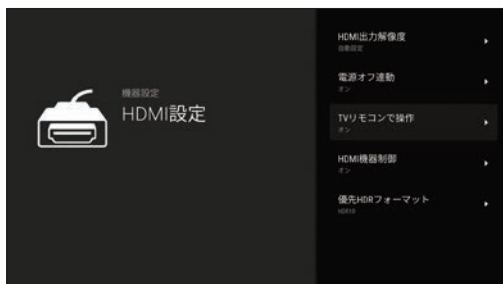 機器設定
HDMI設定
HDMI出力解像度
自動設定
電源オフ連動
オン
TVリモコンで操作
オン
HDMI機器制御
オン
優先HDRフォーマット
HDR10